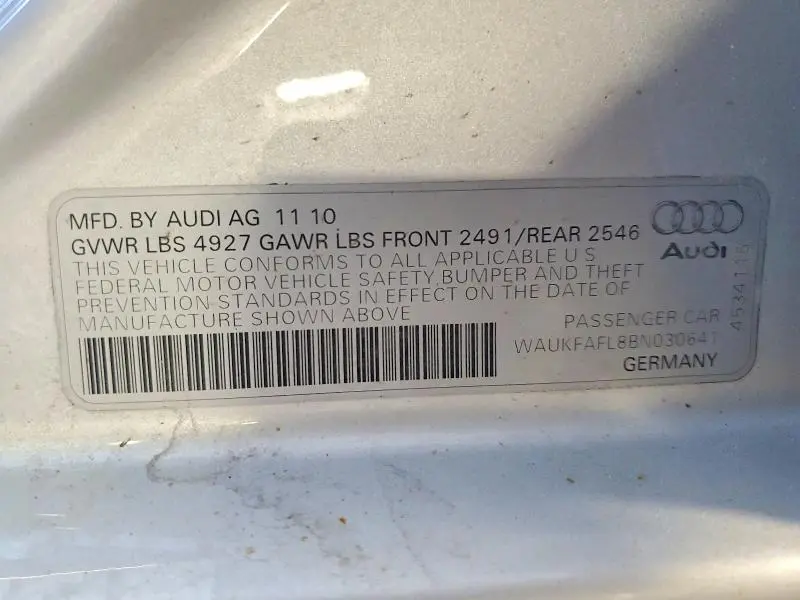 MFD. BY AUDI AG 11 10
GVWR LBS 4927 GAWR LBS FRONT 2491/REAR 2546
THIS VEHICLE CONFORMS TO ALL APPLICABLE U S
FEDERAL MOTOR VEHICLE SAFETY, BUMPER AND THEFT
PREVENTION STANDARDS IN EFFECT ON THE DATE OF
MANUFACTURE SHOWN ABOVE
Audi
PASSENGER CAR
WAUKFAFL8BN030641
GERMANY